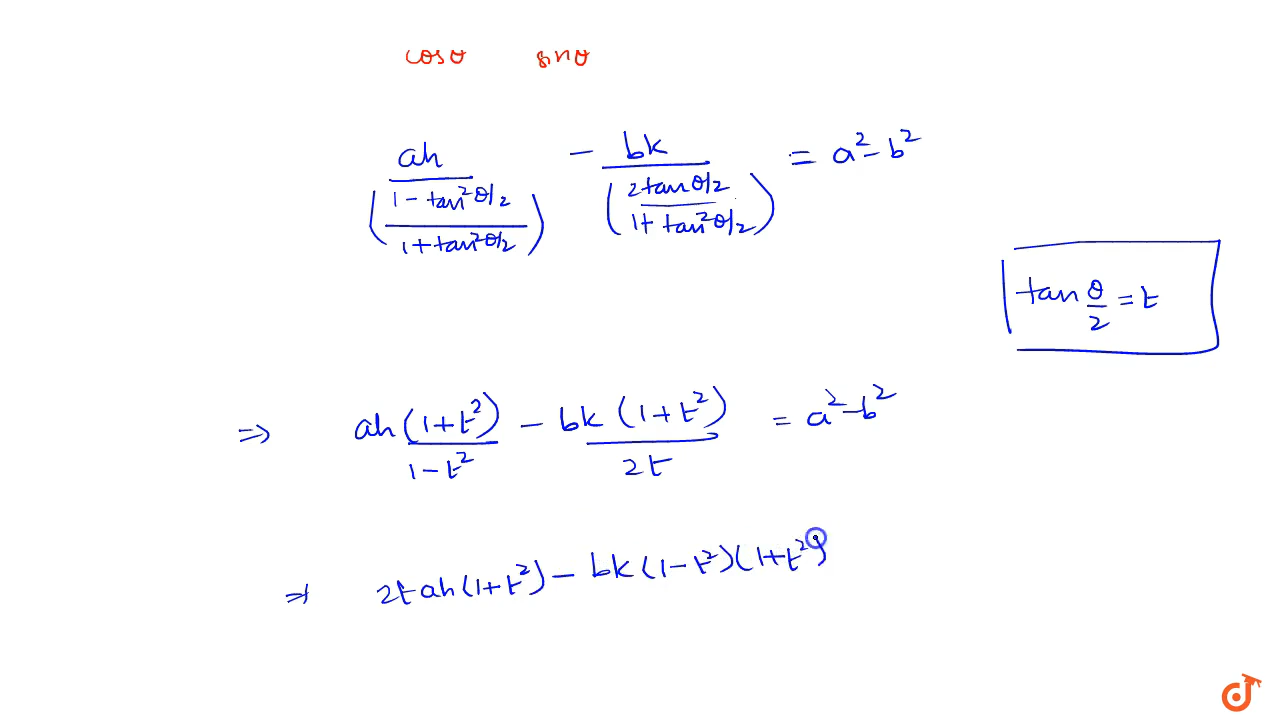 cosθ sinθ
ah/((1 - tan²θ/2)/(1 + tan²θ/2)) - bk/((2tanθ/2)/(1 + tan²θ/2)) = a² - b²
tan θ/2 = t
⇒ ah(1+t²)/(1-t²) - bk(1+t²)/2t = a² - b²
⇒ 2t ah(1+t²) - bk(1-t²)(1+t²)